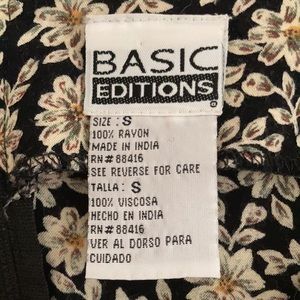 BASIC
EDITIONS®
SIZE : S
100% RAYON
MADE IN INDIA
RN# 88416
SEE REVERSE FOR CARE
TALLA : S
100% VISCOSA
HECHO EN INDIA
RN# 88416
VER AL DORSO PARA
CUIDADO